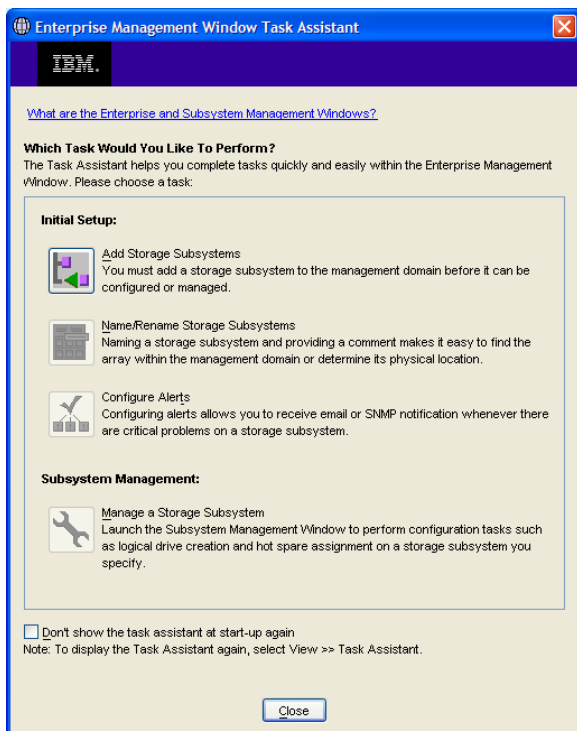 Enterprise Management Window Task Assistant
IBM.
What are the Enterprise and Subsystem Management Windows?
Which Task Would You Like To Perform?
The Task Assistant helps you complete tasks quickly and easily within the Enterprise Management
Window. Please choose a task:
Initial Setup:
Add Storage Subsystems
You must add a storage subsystem to the management domain before it can be
configured or managed.
Name/Rename Storage Subsystems
Naming a storage subsystem and providing a comment makes it easy to find the
array within the management domain or determine its physical location.
Configure Alerts
Configuring alerts allows you to receive email or SNMP notification whenever there
are critical problems on a storage subsystem.
Subsystem Management:
Manage a Storage Subsystem
Launch the Subsystem Management Window to perform configuration tasks such
as logical drive creation and hot spare assignment on a storage subsystem you
specify.
Don't show the task assistant at start-up again
Note: To display the Task Assistant again, select View >> Task Assistant.
Close